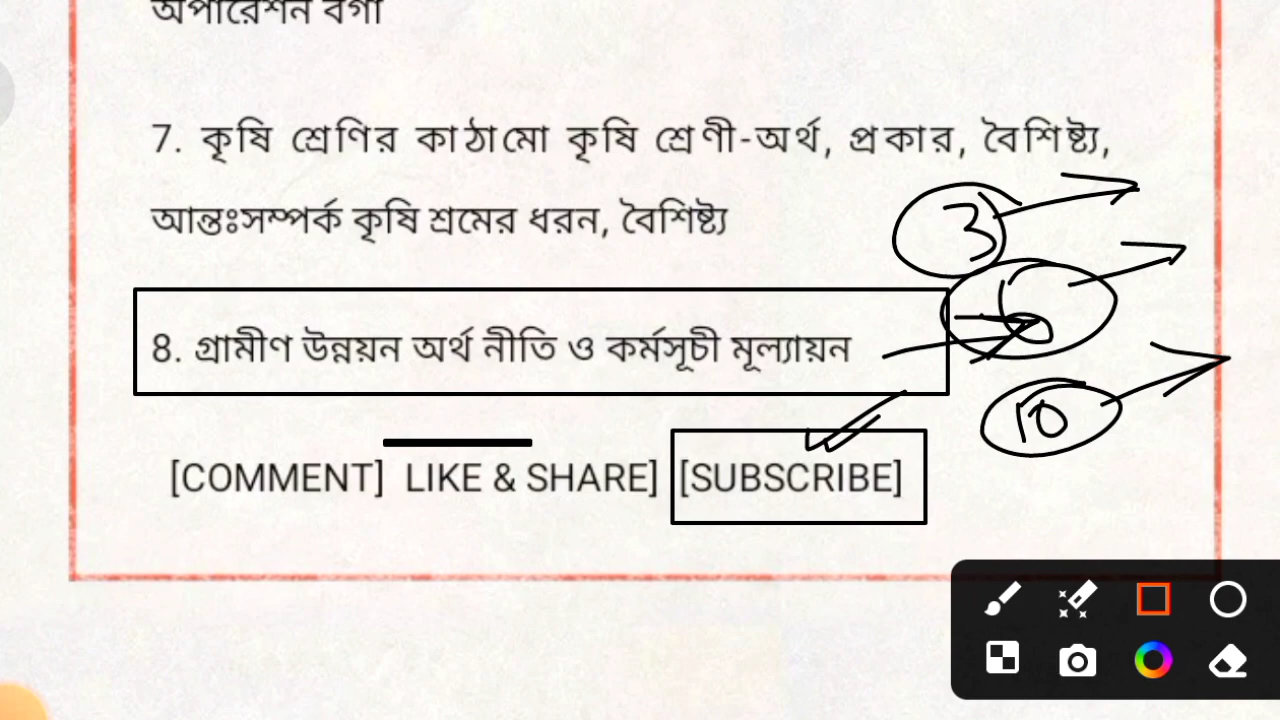 অপারেশন বর্গা
7. কৃষি শ্রেণির কাঠামো কৃষি শ্রেণী-অর্থ, প্রকার, বৈশিষ্ট্য,
আন্তঃসম্পর্ক কৃষি শ্রমের ধরন, বৈশিষ্ট্য
3
8. গ্রামীণ উন্নয়ন অর্থ নীতি ও কর্মসূচী মূল্যায়ন
10
[COMMENT] LIKE & SHARE] [SUBSCRIBE]